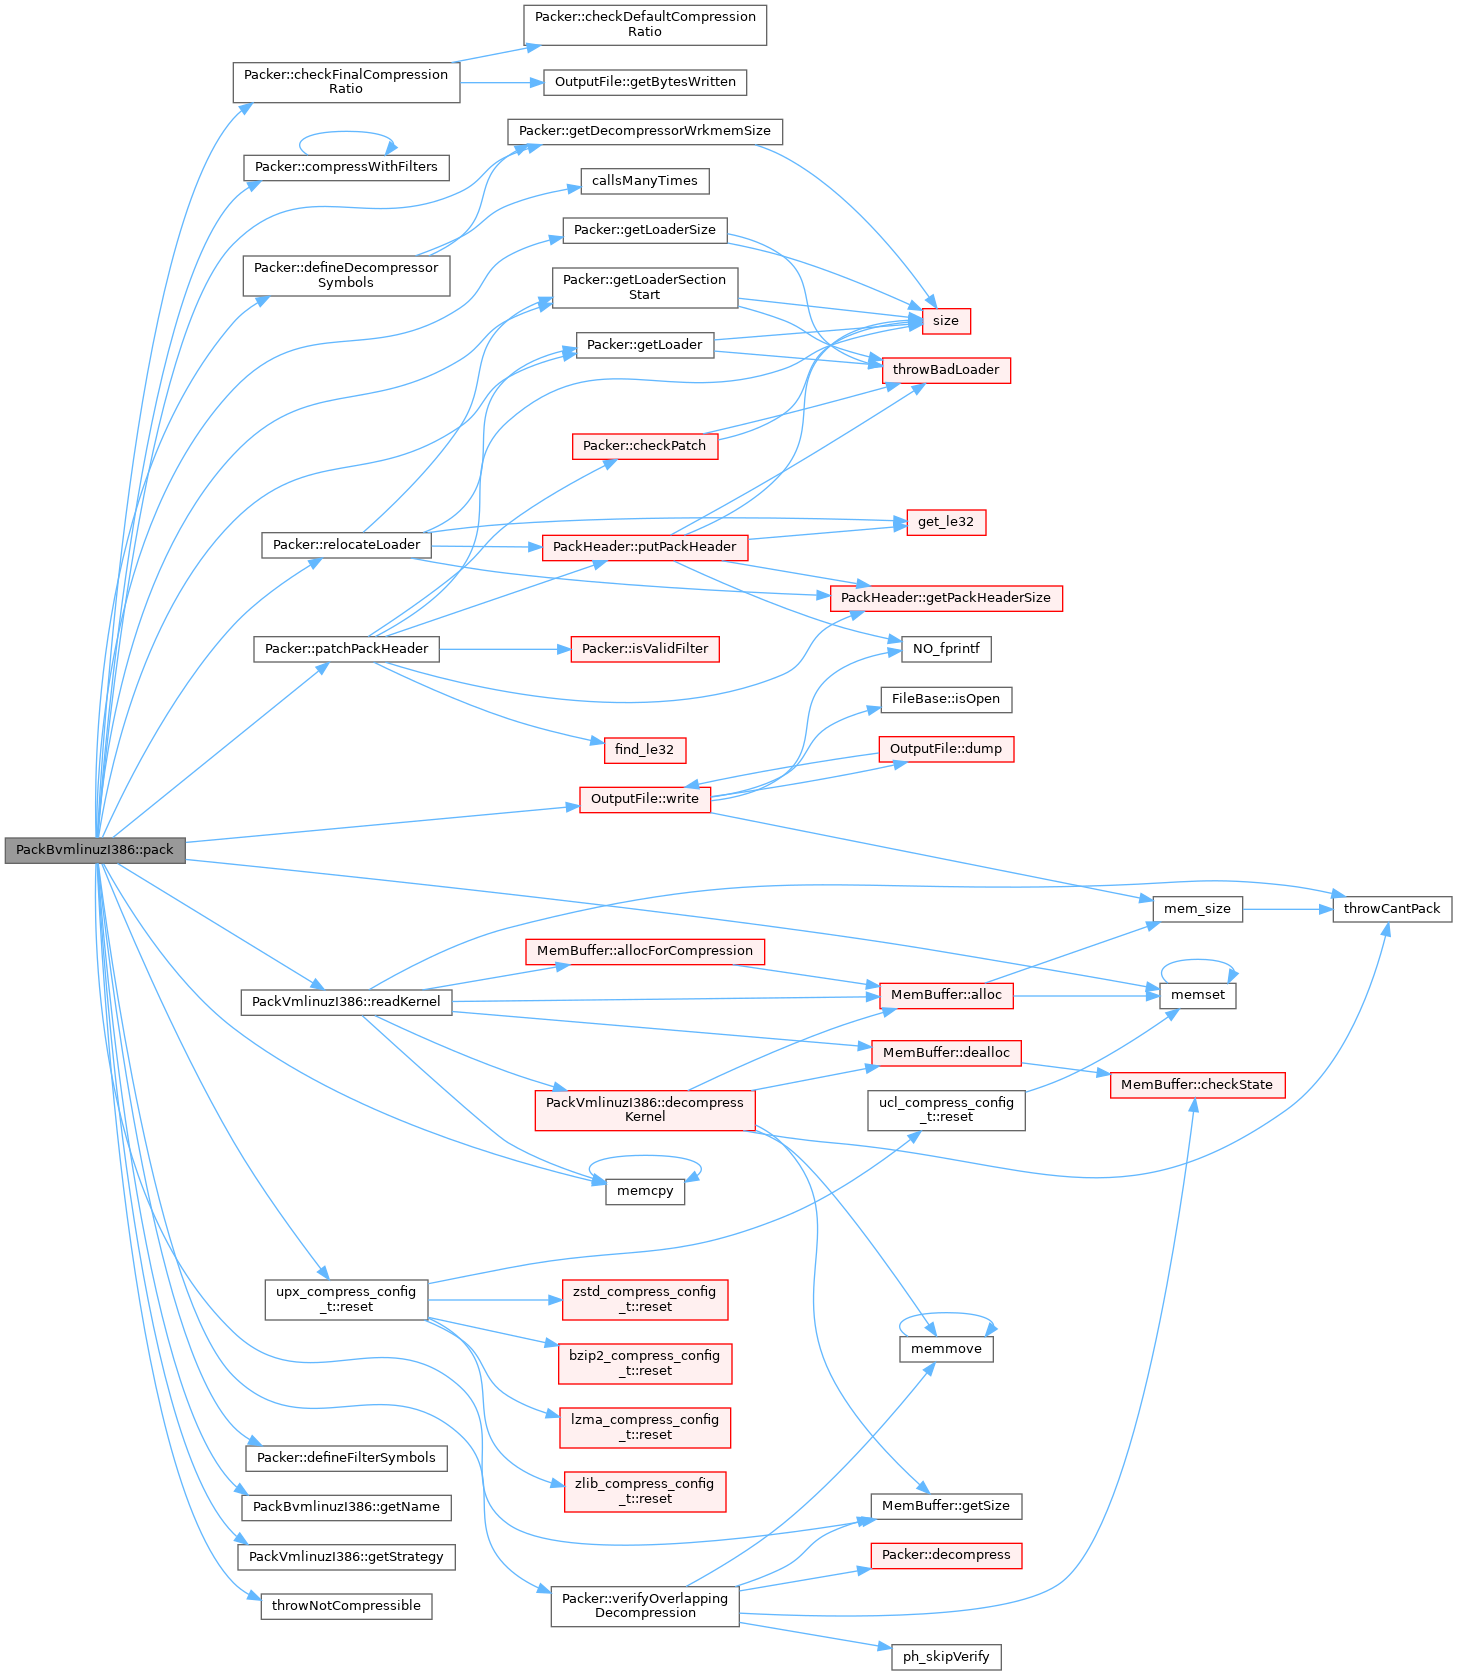 Packer::checkDefaultCompression
Ratio
Packer::checkFinalCompression
Ratio
OutputFile::getBytesWritten
Packer::getDecompressorWrkmemSize
Packer::compressWithFilters
callsManyTimes
Packer::getLoaderSize
Packer::defineDecompressor
Symbols
Packer::getLoaderSection
Start
size
Packer::getLoader
throwBadLoader
Packer::checkPatch
get_le32
Packer::relocateLoader
PackHeader::putPackHeader
PackHeader::getPackHeaderSize
Packer::patchPackHeader
Packer::isValidFilter
NO_fprintf
FileBase::isOpen
find_le32
OutputFile::dump
OutputFile::write
PackBvmlinuzI386::pack
mem_size
throwCantPack
MemBuffer::allocForCompression
PackVmlinuzI386::readKernel
MemBuffer::alloc
memset
MemBuffer::dealloc
MemBuffer::checkState
PackVmlinuzI386::decompress
Kernel
ucl_compress_config
_t::reset
memcpy
upx_compress_config
_t::reset
zstd_compress_config
_t::reset
bzip2_compress_config
_t::reset
memmove
lzma_compress_config
_t::reset
Packer::defineFilterSymbols
zlib_compress_config
_t::reset
PackBvmlinuzI386::getName
MemBuffer::getSize
PackVmlinuzI386::getStrategy
Packer::decompress
throwNotCompressible
Packer::verifyOverlapping
Decompression
ph_skipVerify